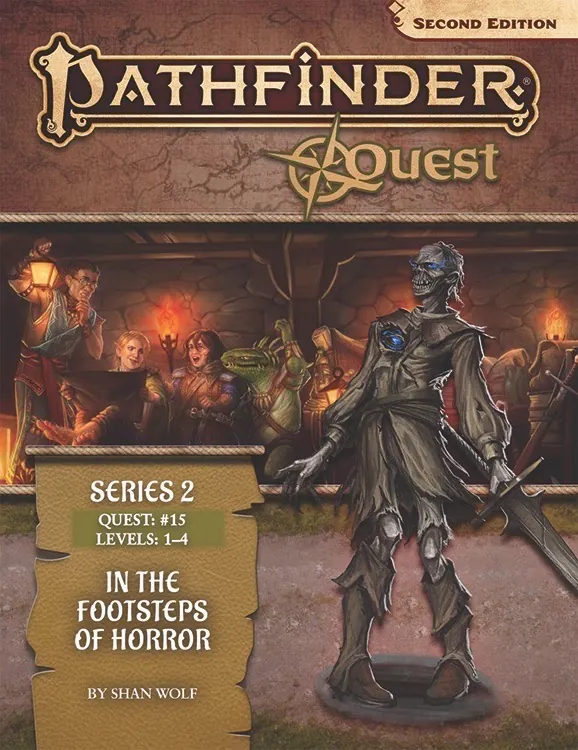 SECOND EDITION
PATHFINDER®
QUEST
SERIES 2
QUEST: #15
LEVELS: 1–4
IN THE
FOOTSTEPS
OF HORROR
BY SHAN WOLF